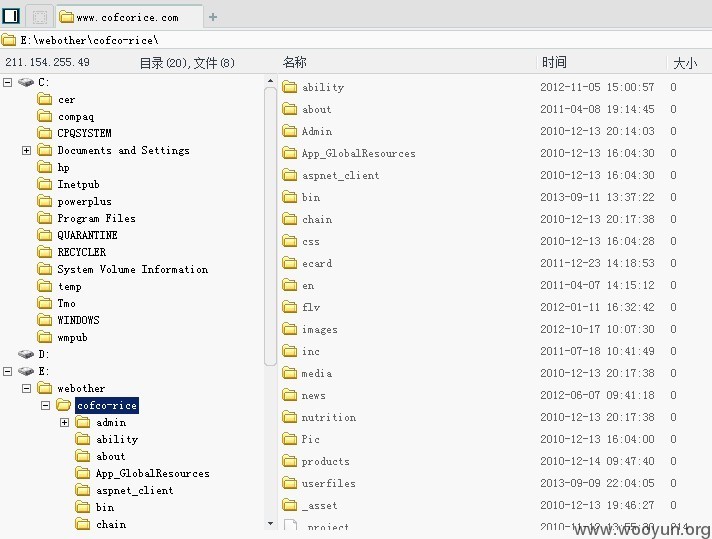 www.cofcorice.com
E:\webother\cofco-rice\
211.154.255.49 目录(20),文件(8) 名称 时间 大小
C:
cer
compaq
CPQSYSTEM
Documents and Settings
hp
Inetpub
powerplus
Program Files
QUARANTINE
RECYCLER
System Volume Information
temp
Tmo
WINDOWS
wmpub
D:
E:
webother
cofco-rice
admin
ability
about
App_GlobalResources
aspnet_client
bin
chain
ability 2012-11-05 15:00:57 0
about 2011-04-08 19:14:45 0
Admin 2010-12-13 20:14:03 0
App_GlobalResources 2010-12-13 16:04:30 0
aspnet_client 2010-12-13 16:04:30 0
bin 2013-09-11 13:37:22 0
chain 2010-12-13 20:17:38 0
css 2010-12-13 16:04:28 0
ecard 2011-12-23 14:18:53 0
en 2011-04-07 14:15:12 0
flv 2012-01-11 16:32:42 0
images 2012-10-17 10:07:30 0
inc 2011-07-18 10:41:49 0
media 2010-12-13 20:17:38 0
news 2012-06-07 09:41:18 0
nutrition 2010-12-13 20:17:38 0
Pic 2010-12-13 16:04:00 0
products 2010-12-14 09:47:40 0
userfiles 2013-09-09 22:04:05 0
_asset 2010-12-13 19:46:27 0
.project 2010-11-12 13:55:30 214
www.wooyun.org